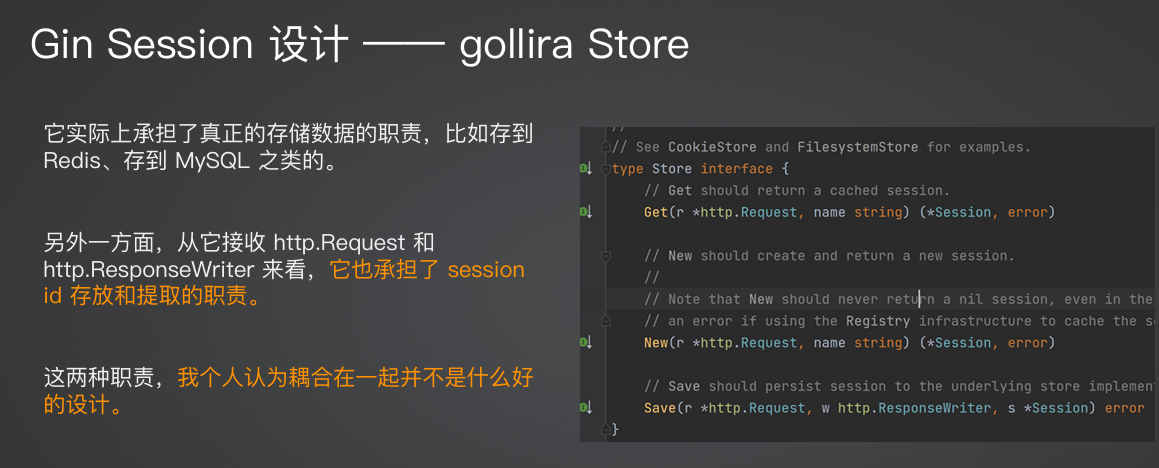 Gin Session 设计 —— gollira Store
它实际上承担了真正的存储数据的职责，比如存到
Redis、存到 MySQL 之类的。
另外一方面，从它接收 http.Request 和
http.ResponseWriter 来看，它也承担了 session
id 存放和提取的职责。
这两种职责，我个人认为耦合在一起并不是什么好
的设计。
//
// See CookieStore and FilesystemStore for examples.
type Store interface {
// Get should return a cached session.
Get(r *http.Request, name string) (*Session, error)
// New should create and return a new session.
//
// Note that New should never return a nil session, even in the
// an error if using the Registry infrastructure to cache the s
New(r *http.Request, name string) (*Session, error)
// Save should persist session to the underlying store implemen
Save(r *http.Request, w http.ResponseWriter, s *Session) error
}